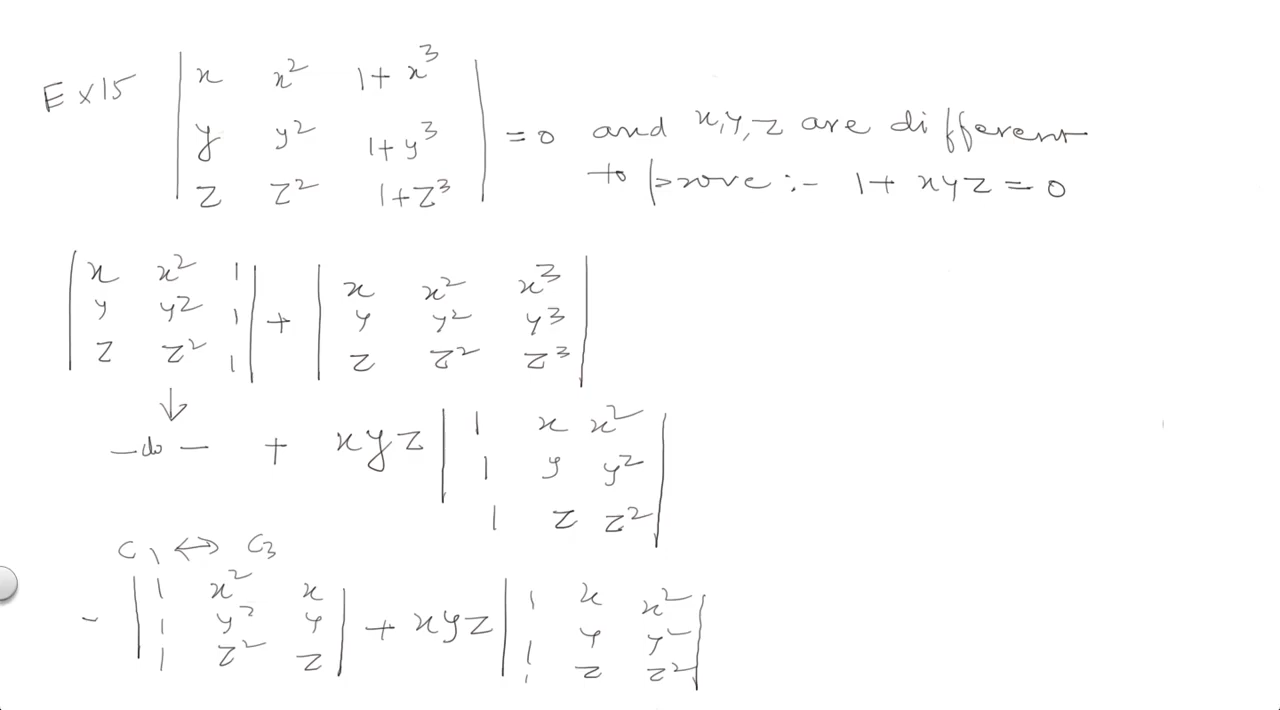 Ex15 | x x² 1+x³ |
| y y² 1+y³ | =0 and x,y,z are different
| z z² 1+z³ | to prove :- 1+ xyz = 0
| x x² 1 | + | x x² x³ |
| y y² 1 | | y y² y³ |
| z z² 1 | | z z² z³ |
↓
—do— + xyz | 1 x x² |
| 1 y y² |
| 1 z z² |
C₁ ↔ C₃
- | 1 x² x | + xyz | 1 x x² |
| 1 y² y | | 1 y y² |
| 1 z² z | | 1 z z² |